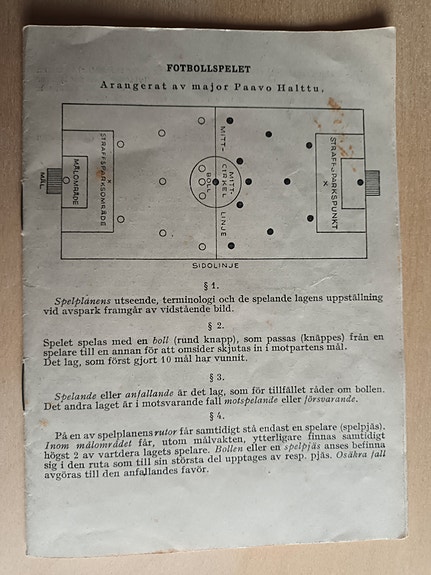 FOTBOLLSPELET
Arangerat av major Paavo Halttu,
MÅL
MÅLOMRÅDE
STRAFFSPARKSOMRÅDE
MITT-
CIRKEL
LINJE
MITT-
BOLL
STRAFFSPARKSPUNKT
SIDOLINJE
§ 1.
Spelplanens utseende, terminologi och de spelande lagens uppställning
vid avspark framgår av vidstående bild.
§ 2.
Spelet spelas med en boll (rund knapp), som passas (knäppes) från en
spelare till en annan för att omsider skjutas in i motpartens mål.
Det lag, som först gjort 10 mål har vunnit.
§ 3.
Spelande eller anfallande är det lag, som för tillfället råder om bollen.
Det andra laget är i motsvarande fall motspelande eller försvarande.
§ 4.
På en av spelplanens rutor får samtidigt stå endast en spelare (spelpjäs).
Inom målområdet får, utom målvakten, ytterligare finnas samtidigt
högst 2 av vartdera lagets spelare. Bollen eller en spelpjäs anses befinna
sig i den ruta som till sin största del upptages av resp. pjäs. Osäkra fall
avgöras till den anfallandes favör.